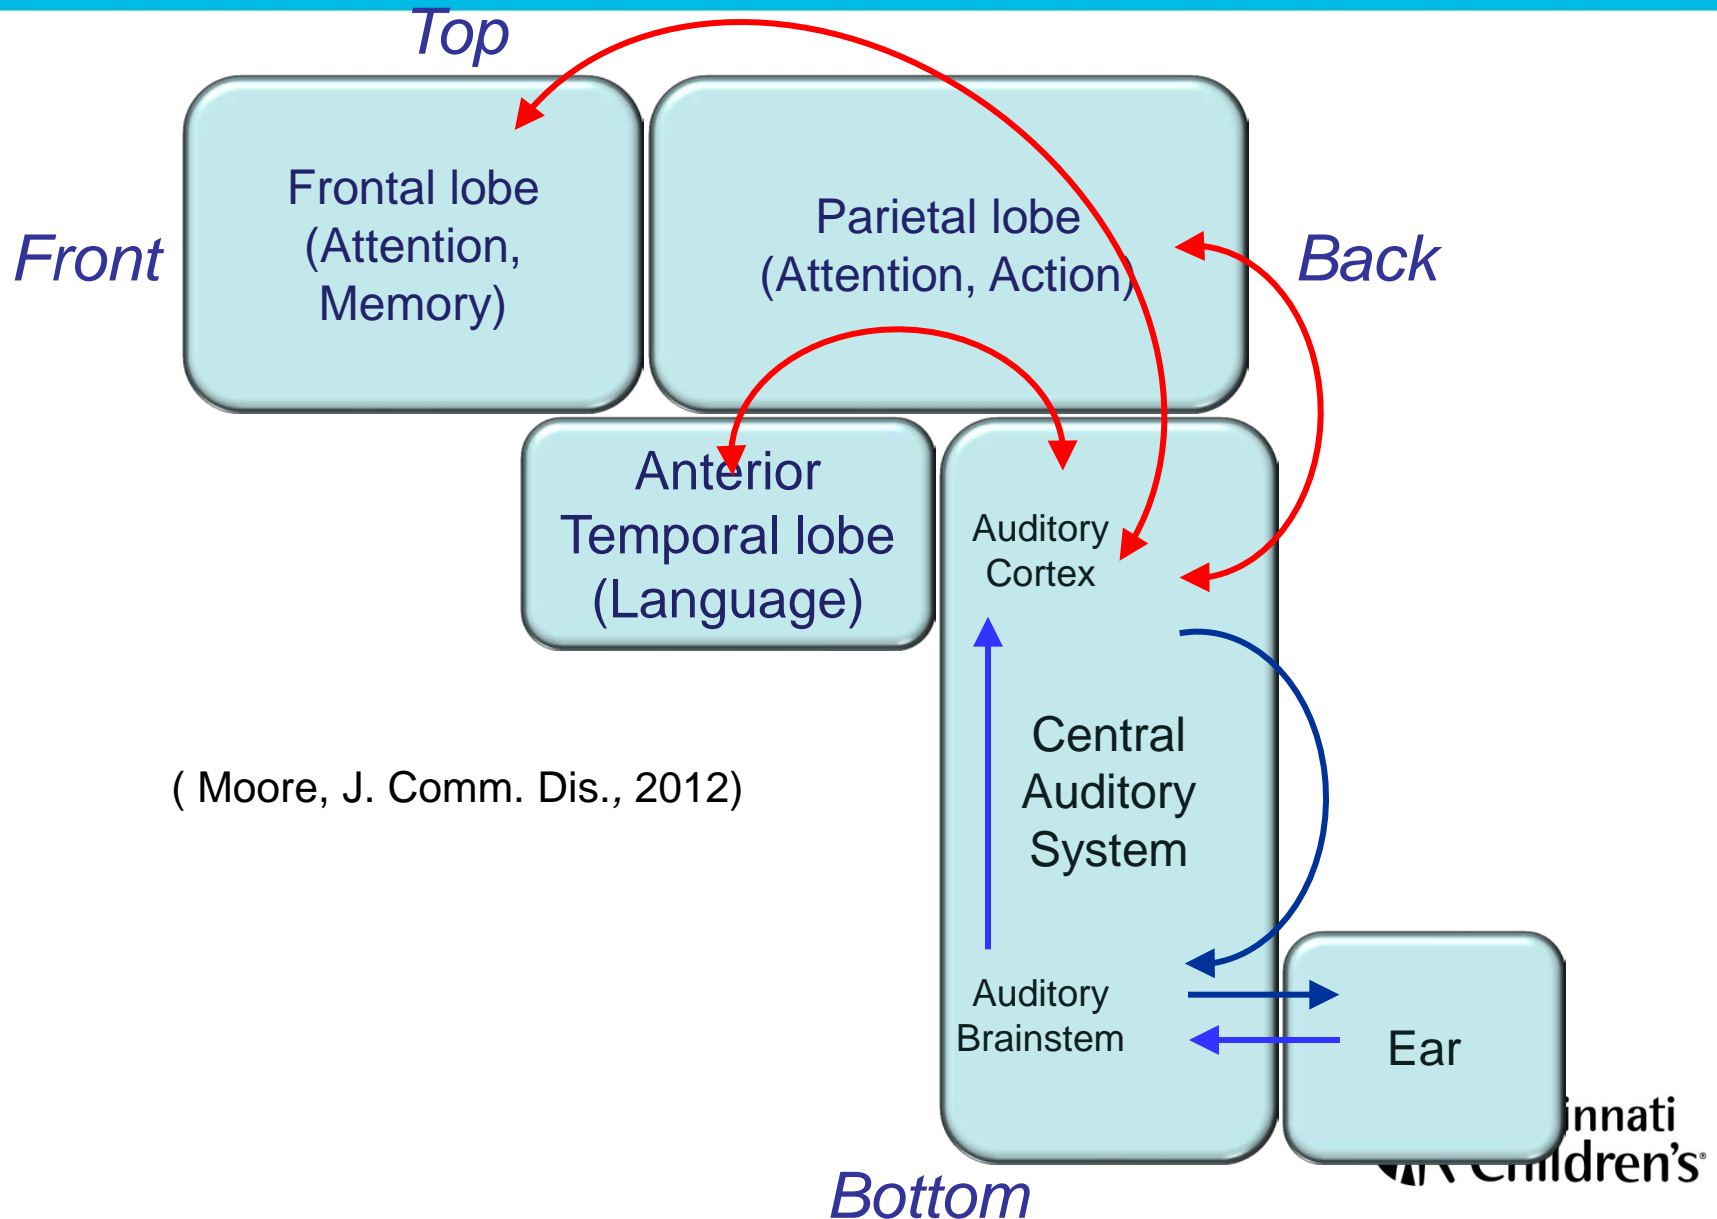 Top
Frontal lobe
(Attention,
Memory)
Parietal lobe
(Attention, Action)
Front
Back
Anterior
Temporal lobe
(Language)
Auditory
Cortex
Central
Auditory
System
( Moore, J. Comm. Dis., 2012)
Auditory
Brainstem
Ear
innati
Children's
Bottom